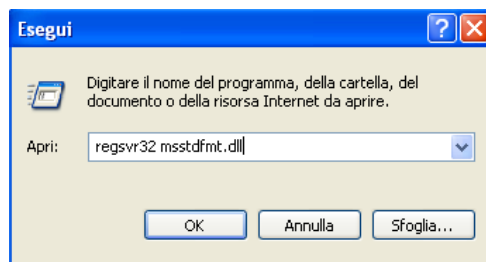 Esegui
Digitare il nome del programma, della cartella, del
documento o della risorsa Internet da aprire.
Apri: regsvr32 msstdfmt.dll
OK Annulla Sfoglia...